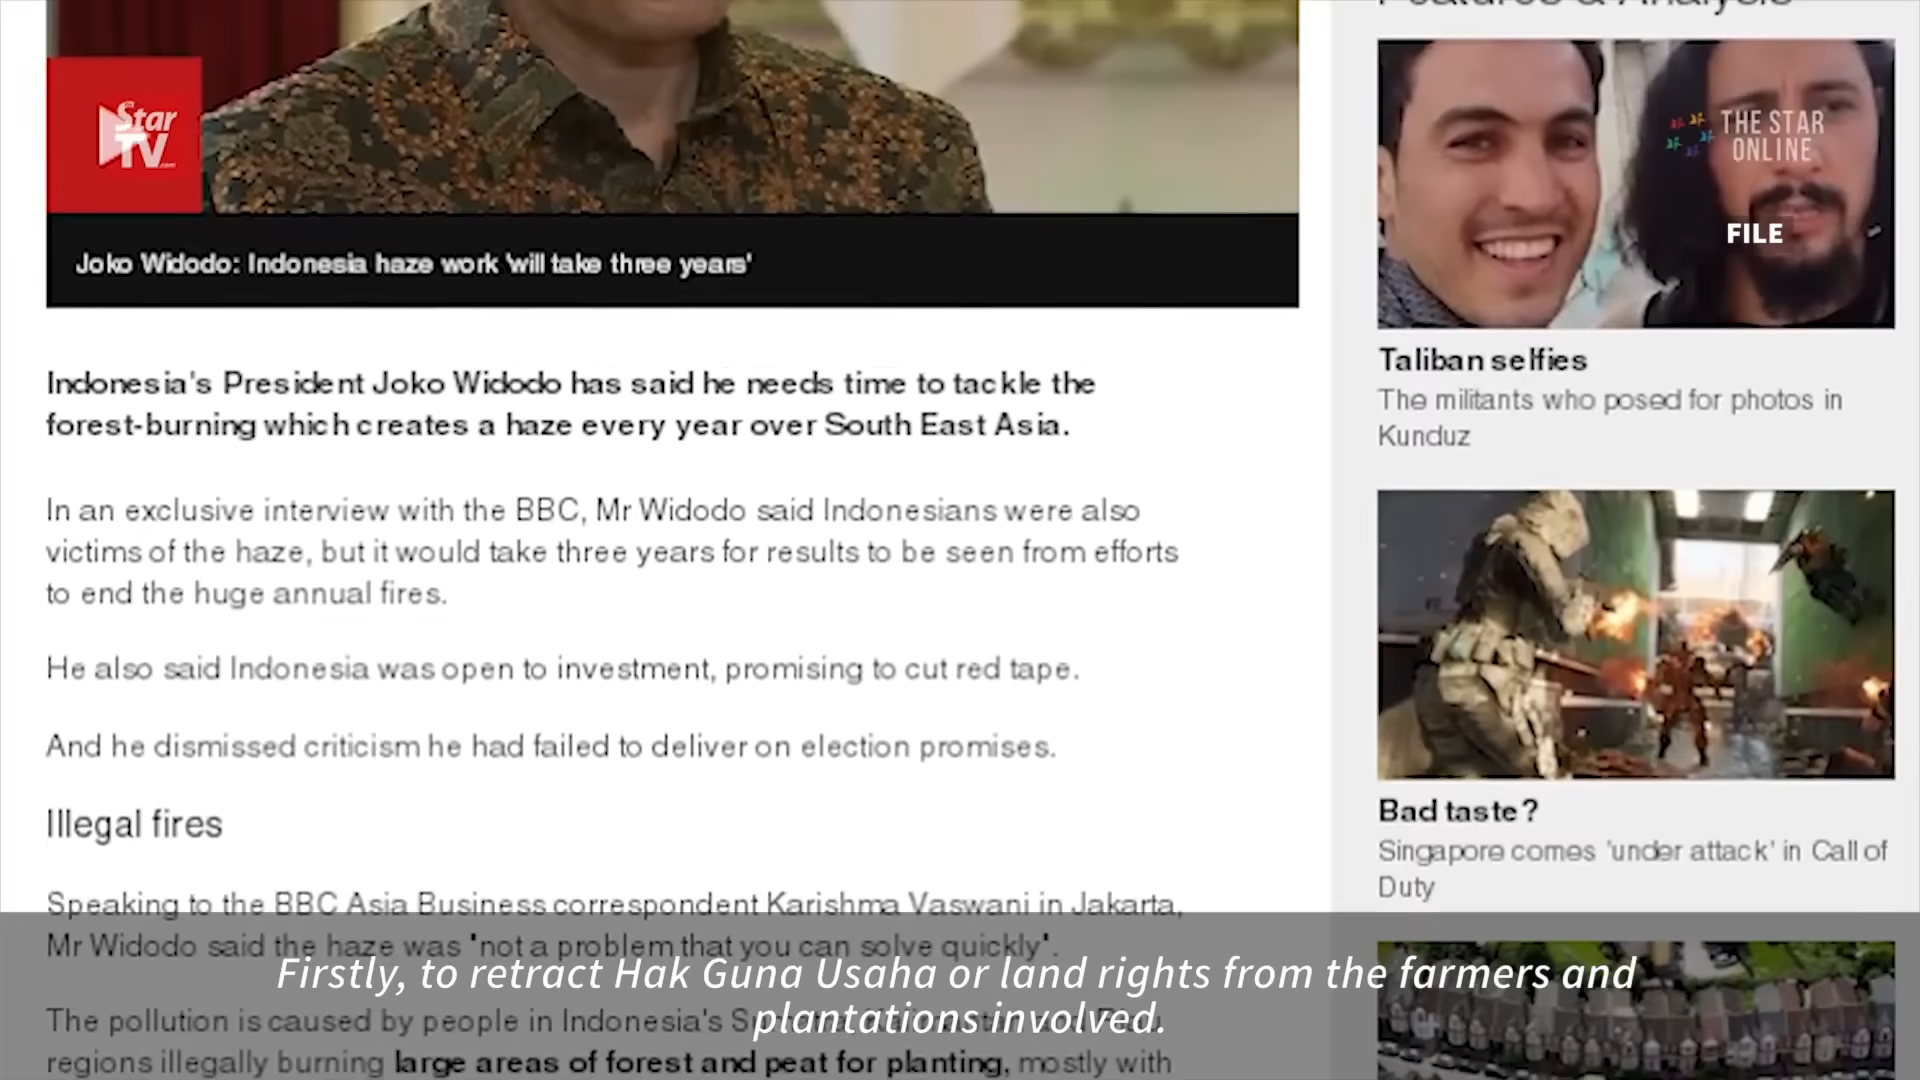 Features & Analysis
Star
TV
.com
THE STAR
ONLINE
FILE
Joko Widodo: Indonesia haze work 'will take three years'
Indonesia's President Joko Widodo has said he needs time to tackle the
forest-burning which creates a haze every year over South East Asia.
In an exclusive interview with the BBC, Mr Widodo said Indonesians were also
victims of the haze, but it would take three years for results to be seen from efforts
to end the huge annual fires.
He also said Indonesia was open to investment, promising to cut red tape.
And he dismissed criticism he had failed to deliver on election promises.
Illegal fires
Speaking to the BBC Asia Business correspondent Karishma Vaswani in Jakarta,
Mr Widodo said the haze was "not a problem that you can solve quickly".
The pollution is caused by people in Indonesia's
regions illegally burning large areas of forest and peat for planting, mostly with
Taliban selfies
The militants who posed for photos in
Kunduz
Bad taste?
Singapore comes 'under attack' in Call of
Duty
Firstly, to retract Hak Guna Usaha or land rights from the farmers and
plantations involved.